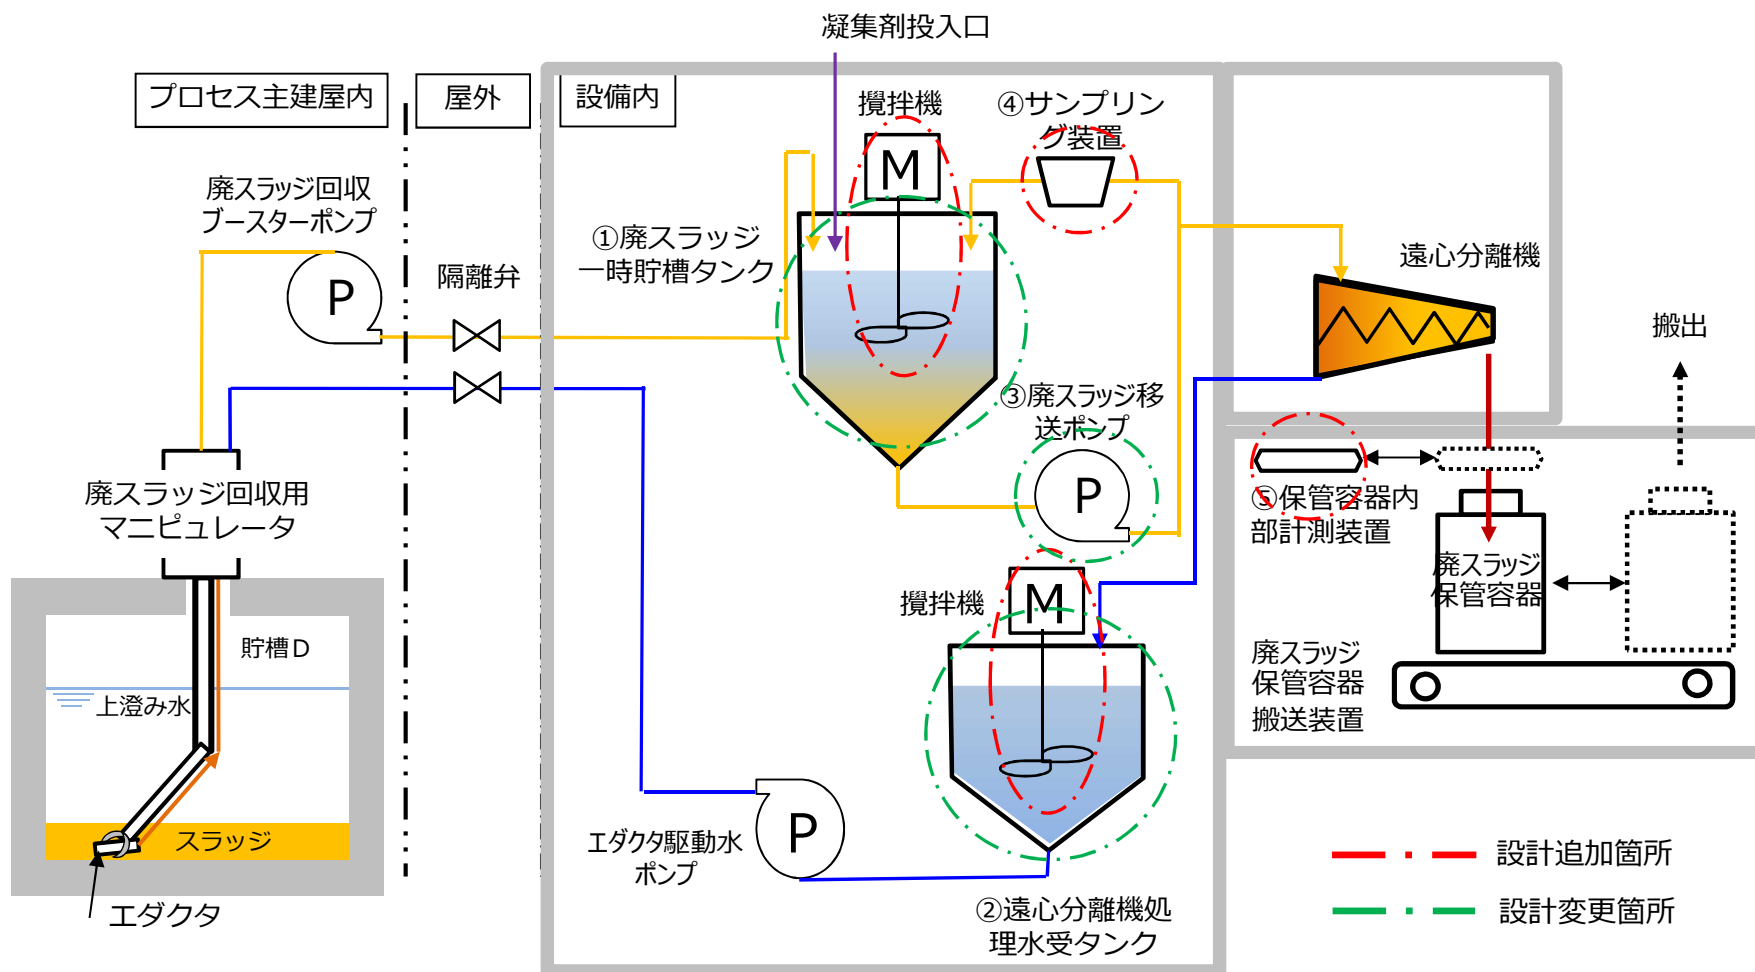 凝集剤投入口
プロセス主建屋内
屋外
設備内
攪拌機
④サンプリン
グ装置
M
廃スラッジ回収
ブースターポンプ
P
隔離弁
①廃スラッジ
一時貯槽タンク
遠心分離機
搬出
③廃スラッジ移
送ポンプ
P
廃スラッジ回収用
マニピュレータ
⑤保管容器内
部計測装置
廃スラッジ
保管容器
攪拌機
M
貯槽D
上澄み水
スラッジ
エダクタ
廃スラッジ
保管容器
搬送装置
エダクタ駆動水
ポンプ
P
②遠心分離機処
理水受タンク
設計追加箇所
設計変更箇所